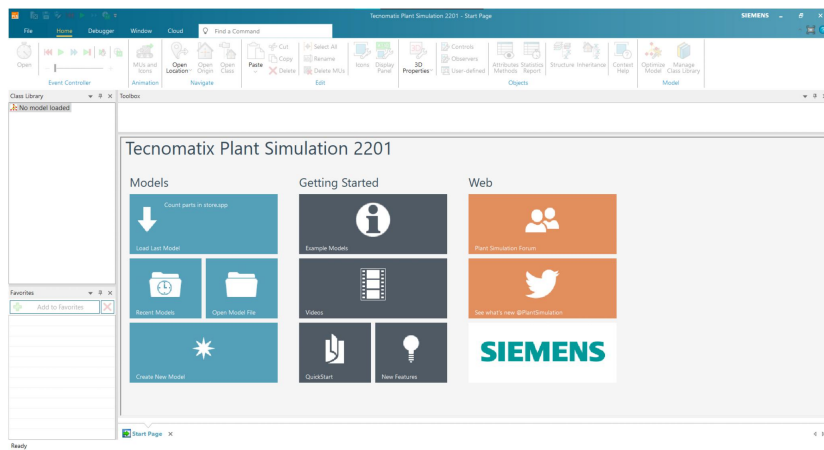 Tecnomatix Plant Simulation 2201 - Start Page
SIEMENS
File Home Debugger Window Cloud Find a Command
Open
Event Controller
MUs and Icons
Animation
Open Location
Open Origin
Open Class
Navigate
Paste
Cut
Copy
Delete
Select All
Rename
Delete MUs
Edit
Icons
Display Panel
3D Properties
Controls
Observers
User-defined
Attributes Methods
Statistics Report
Structure
Inheritance
Objects
Context Help
Optimize Model
Manage Class Library
Model
Class Library
No model loaded
Toolbox
Tecnomatix Plant Simulation 2201
Models
Count parts in store.spp
Load Last Model
Recent Models
Open Model File
Create New Model
Getting Started
Example Models
Videos
QuickStart
New Features
Web
Plant Simulation Forum
See what's new @PlantSimulation
SIEMENS
Favorites
Add to Favorites
Start Page
Ready